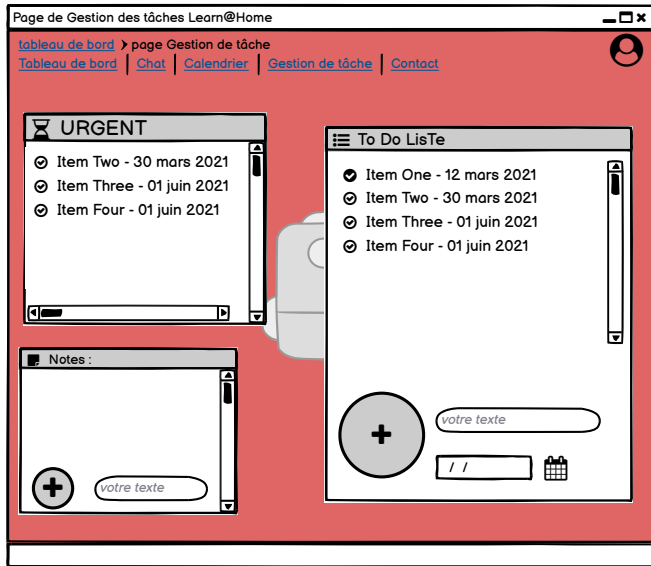 Page de Gestion des tâches Learn@Home
tableau de bord > page Gestion de tâche
Tableau de bord | Chat | Calendrier | Gestion de tâche | Contact
URGENT
Item Two - 30 mars 2021
Item Three - 01 juin 2021
Item Four - 01 juin 2021
To Do LisTe
Item One - 12 mars 2021
Item Two - 30 mars 2021
Item Three - 01 juin 2021
Item Four - 01 juin 2021
votre texte
/ /
Notes :
votre texte